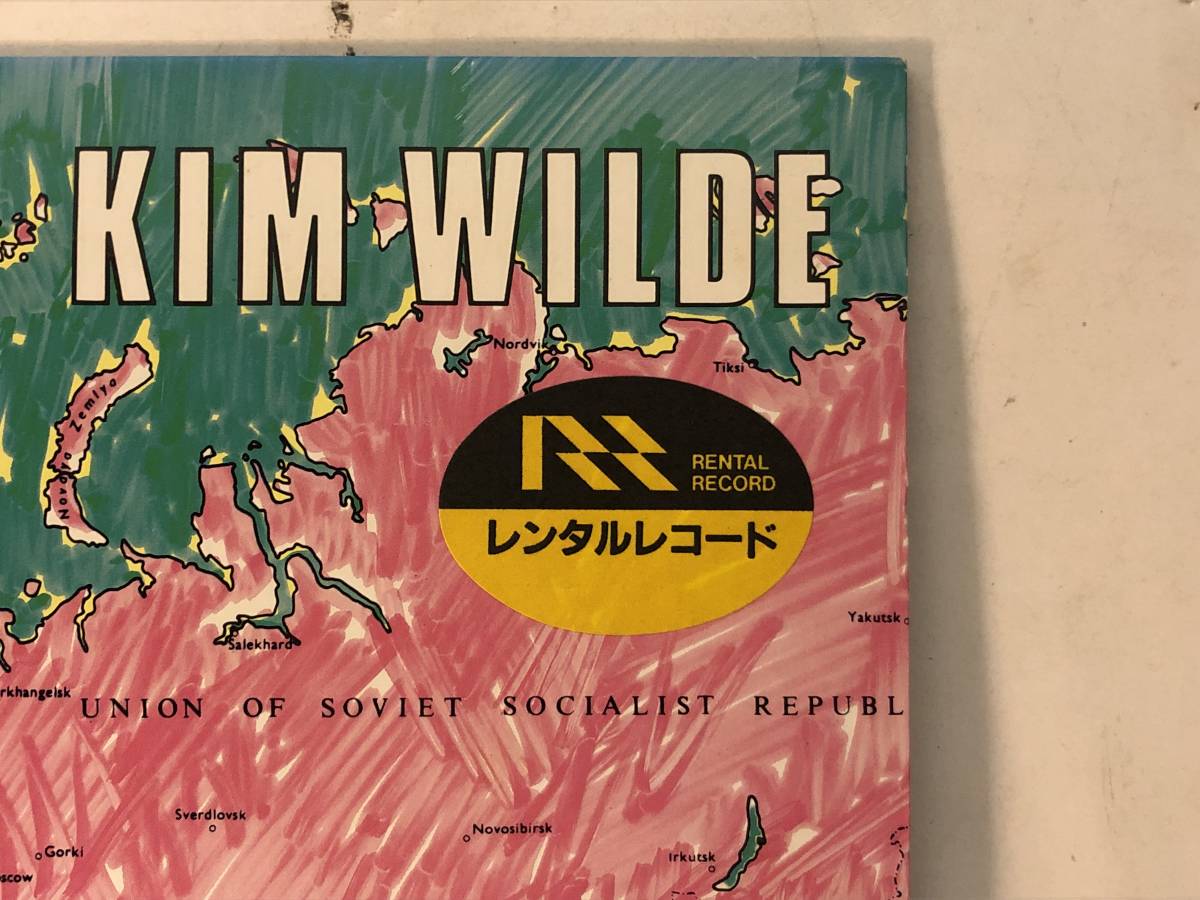 KIM WILDE
Nordvik
Tiksi
Novaya Zemlya
RENTAL
RECORD
レンタルレコード
Yakutsk
Salekhard
rkhangelsk
UNION OF SOVIET SOCIALIST REPUBL
Sverdlovsk
Novosibirsk
Gorki
Irkutsk
oscow